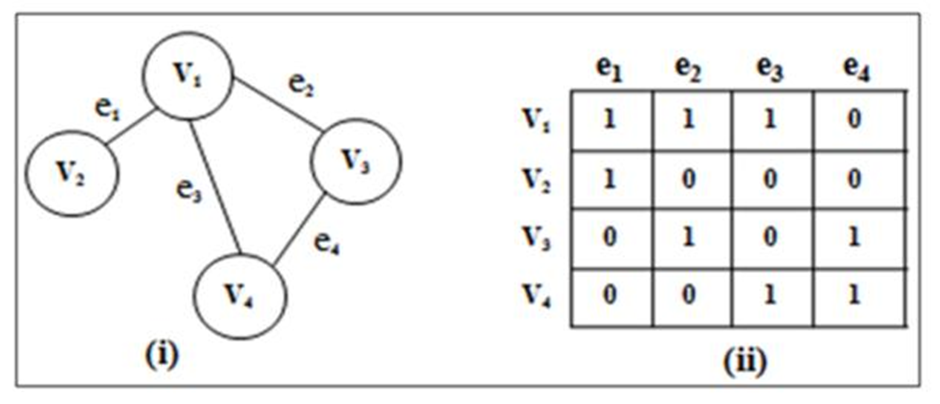 V₁
e₁
e₂
V₂
V₃
e₃
e₄
V₄
(i)
e₁ e₂ e₃ e₄
V₁ 1 1 1 0
V₂ 1 0 0 0
V₃ 0 1 0 1
V₄ 0 0 1 1
(ii)